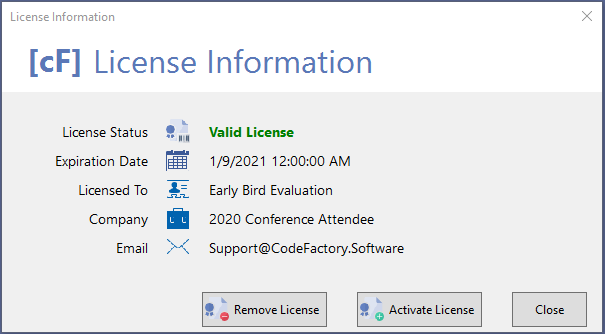 License Information
[cF] License Information
License Status Valid License
Expiration Date 1/9/2021 12:00:00 AM
Licensed To Early Bird Evaluation
Company 2020 Conference Attendee
Email Support@CodeFactory.Software
Remove License Activate License Close